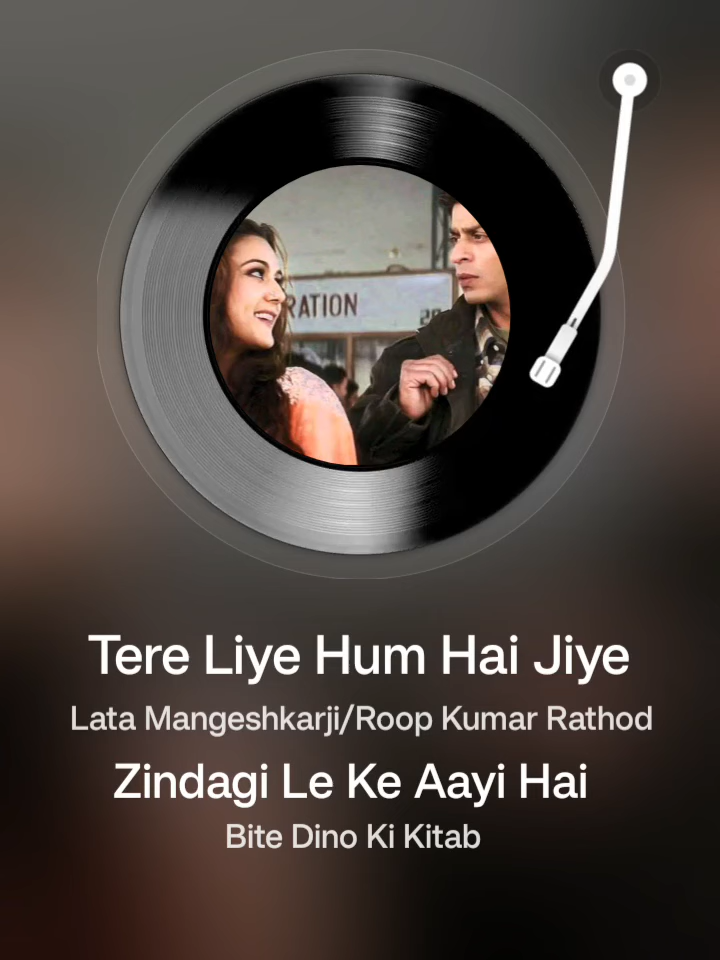 RATION
Tere Liye Hum Hai Jiye
Lata Mangeshkarji/Roop Kumar Rathod
Zindagi Le Ke Aayi Hai
Bite Dino Ki Kitab